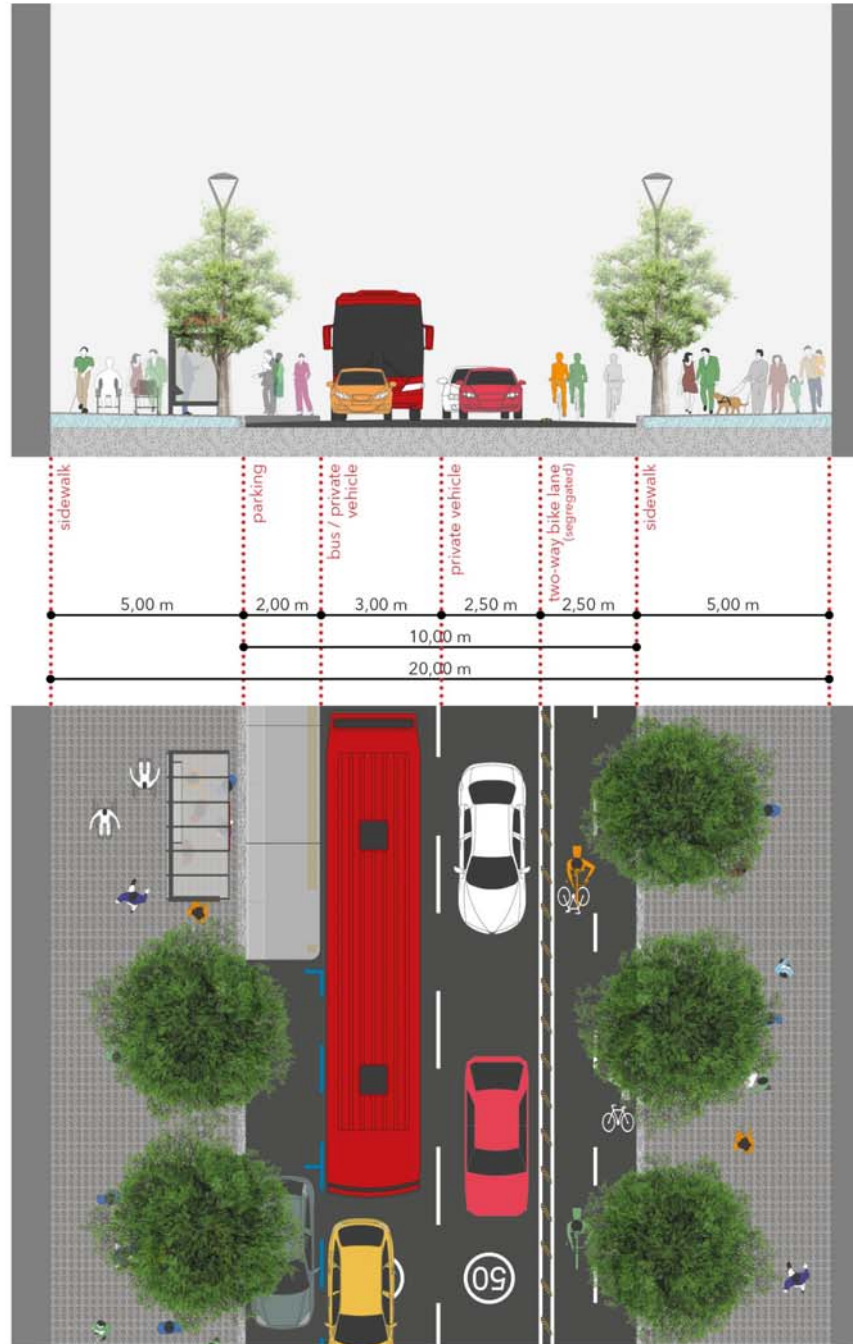 sidewalk
parking
bus / private
vehicle
private vehicle
two-way bike lane
(segregated)
sidewalk
5,00 m
2,00 m
3,00 m
2,50 m
2,50 m
5,00 m
10,00 m
20,00 m
50